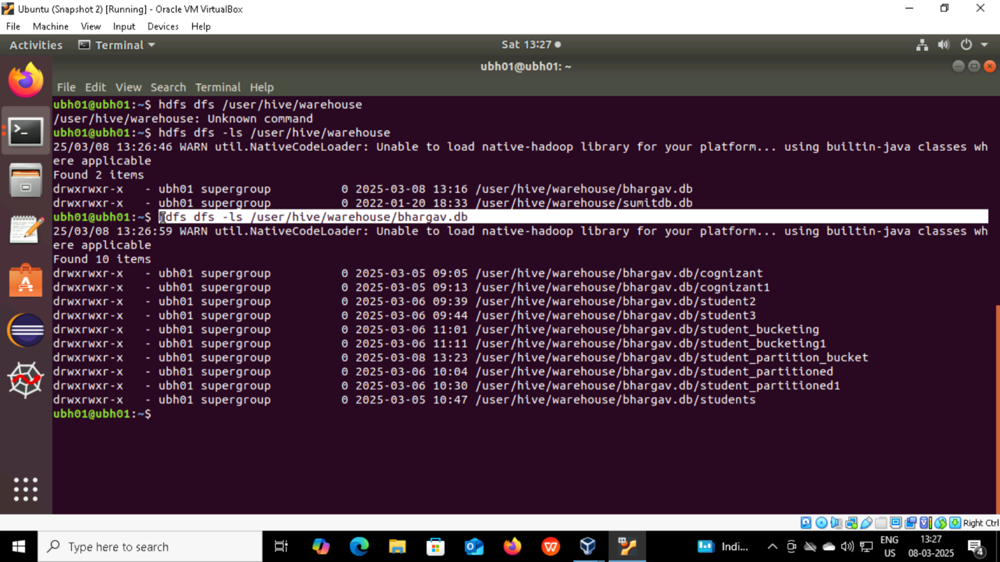 Ubuntu (Snapshot 2) [Running] - Oracle VM VirtualBox
File Machine View Input Devices Help
Activities Terminal Sat 13:27
ubh01@ubh01: ~
File Edit View Search Terminal Help
ubh01@ubh01:~$ hdfs dfs /user/hive/warehouse
/user/hive/warehouse: Unknown command
ubh01@ubh01:~$ hdfs dfs -ls /user/hive/warehouse
25/03/08 13:26:46 WARN util.NativeCodeLoader: Unable to load native-hadoop library for your platform... using builtin-java classes wh
ere applicable
Found 2 items
drwxrwxr-x   - ubh01 supergroup          0 2025-03-08 13:16 /user/hive/warehouse/bhargav.db
drwxrwxr-x   - ubh01 supergroup          0 2022-01-20 18:33 /user/hive/warehouse/sumitdb.db
ubh01@ubh01:~$ hdfs dfs -ls /user/hive/warehouse/bhargav.db
25/03/08 13:26:59 WARN util.NativeCodeLoader: Unable to load native-hadoop library for your platform... using builtin-java classes wh
ere applicable
Found 10 items
drwxrwxr-x   - ubh01 supergroup          0 2025-03-05 09:05 /user/hive/warehouse/bhargav.db/cognizant
drwxrwxr-x   - ubh01 supergroup          0 2025-03-05 09:13 /user/hive/warehouse/bhargav.db/cognizant1
drwxrwxr-x   - ubh01 supergroup          0 2025-03-06 09:39 /user/hive/warehouse/bhargav.db/student2
drwxrwxr-x   - ubh01 supergroup          0 2025-03-06 09:44 /user/hive/warehouse/bhargav.db/student3
drwxrwxr-x   - ubh01 supergroup          0 2025-03-06 11:01 /user/hive/warehouse/bhargav.db/student_bucketing
drwxrwxr-x   - ubh01 supergroup          0 2025-03-06 11:11 /user/hive/warehouse/bhargav.db/student_bucketing1
drwxrwxr-x   - ubh01 supergroup          0 2025-03-08 13:23 /user/hive/warehouse/bhargav.db/student_partition_bucket
drwxrwxr-x   - ubh01 supergroup          0 2025-03-06 10:04 /user/hive/warehouse/bhargav.db/student_partitioned
drwxrwxr-x   - ubh01 supergroup          0 2025-03-06 10:30 /user/hive/warehouse/bhargav.db/student_partitioned1
drwxrwxr-x   - ubh01 supergroup          0 2025-03-05 10:47 /user/hive/warehouse/bhargav.db/students
ubh01@ubh01:~$
Right Ctrl
Type here to search
Indi...
ENG
US
13:27
08-03-2025
4